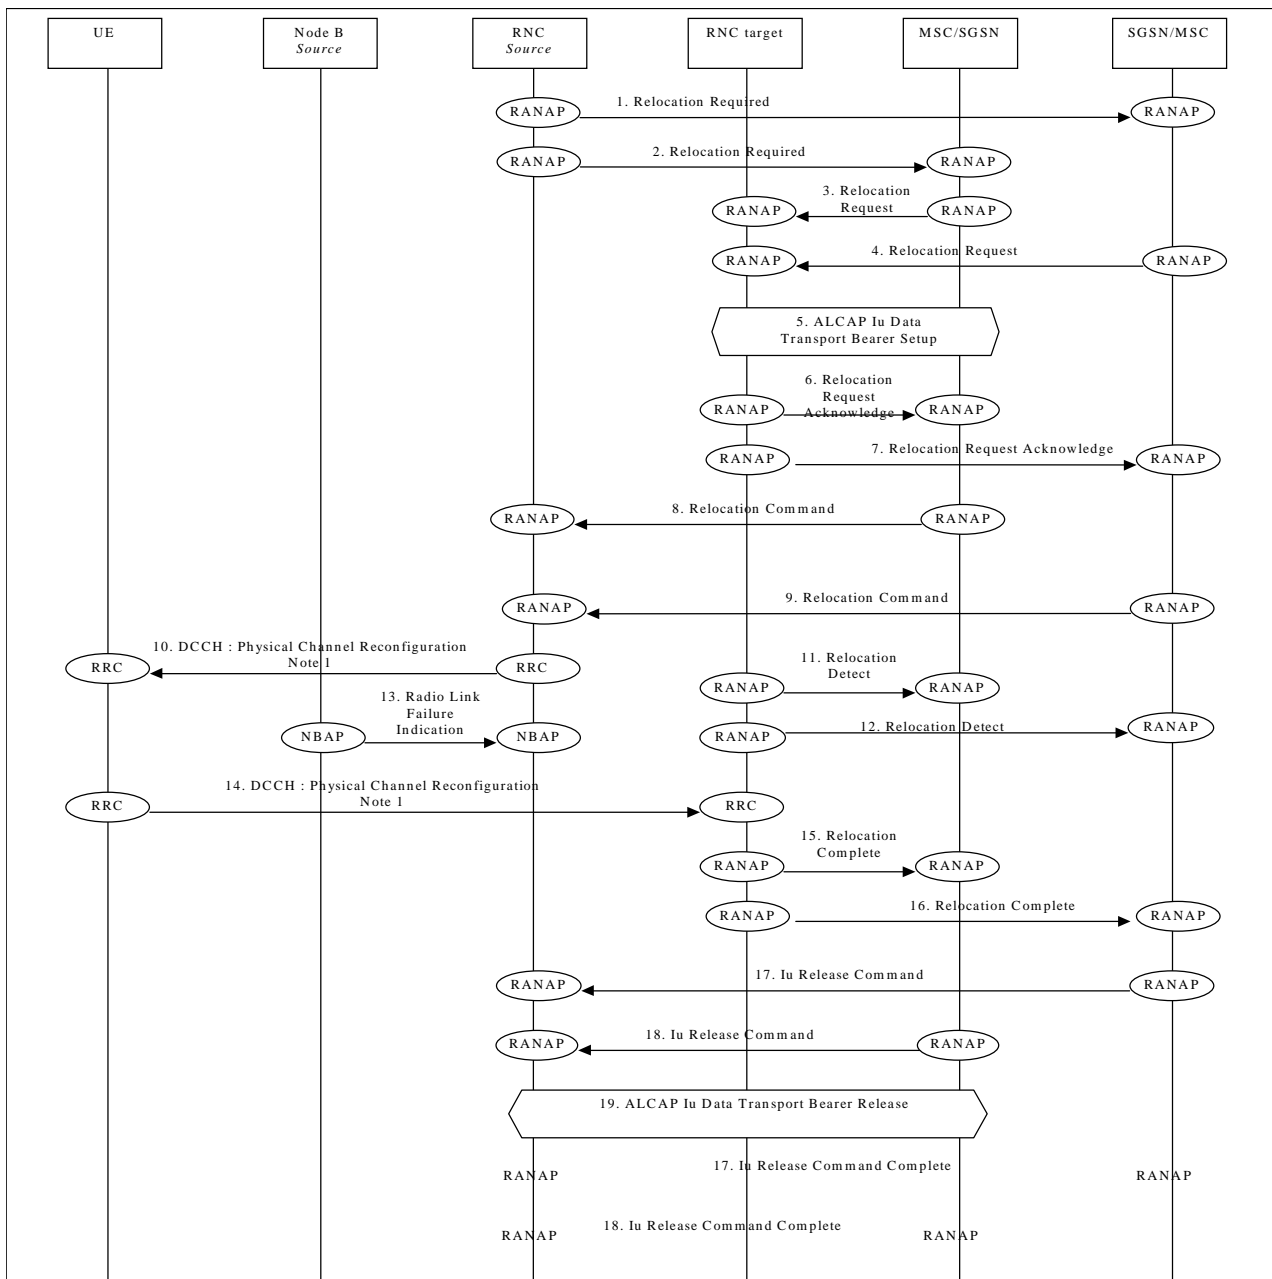 UE
Node B
Source
RNC
Source
RNC target
MSC/SGSN
SGSN/MSC
RANAP
1. Relocation Required
RANAP
RANAP
2. Relocation Required
RANAP
RANAP
3. Relocation
Request
RANAP
RANAP
4. Relocation Request
RANAP
5. ALCAP Iu Data
Transport Bearer Setup
6. Relocation
Request
Acknowledge
RANAP
RANAP
7. Relocation Request Acknowledge
RANAP
RANAP
8. Relocation Command
RANAP
RANAP
9. Relocation Command
RANAP
RANAP
10. DCCH : Physical Channel Reconfiguration
Note 1
RRC
RRC
11. Relocation
Detect
RANAP
RANAP
13. Radio Link
Failure
Indication
NBAP
NBAP
12. Relocation Detect
RANAP
RANAP
14. DCCH : Physical Channel Reconfiguration
Note 1
RRC
RRC
15. Relocation
Complete
RANAP
RANAP
16. Relocation Complete
RANAP
RANAP
17. Iu Release Command
RANAP
RANAP
18. Iu Release Command
RANAP
RANAP
19. ALCAP Iu Data Transport Bearer Release
17. Iu Release Command Complete
RANAP
RANAP
18. Iu Release Command Complete
RANAP
RANAP